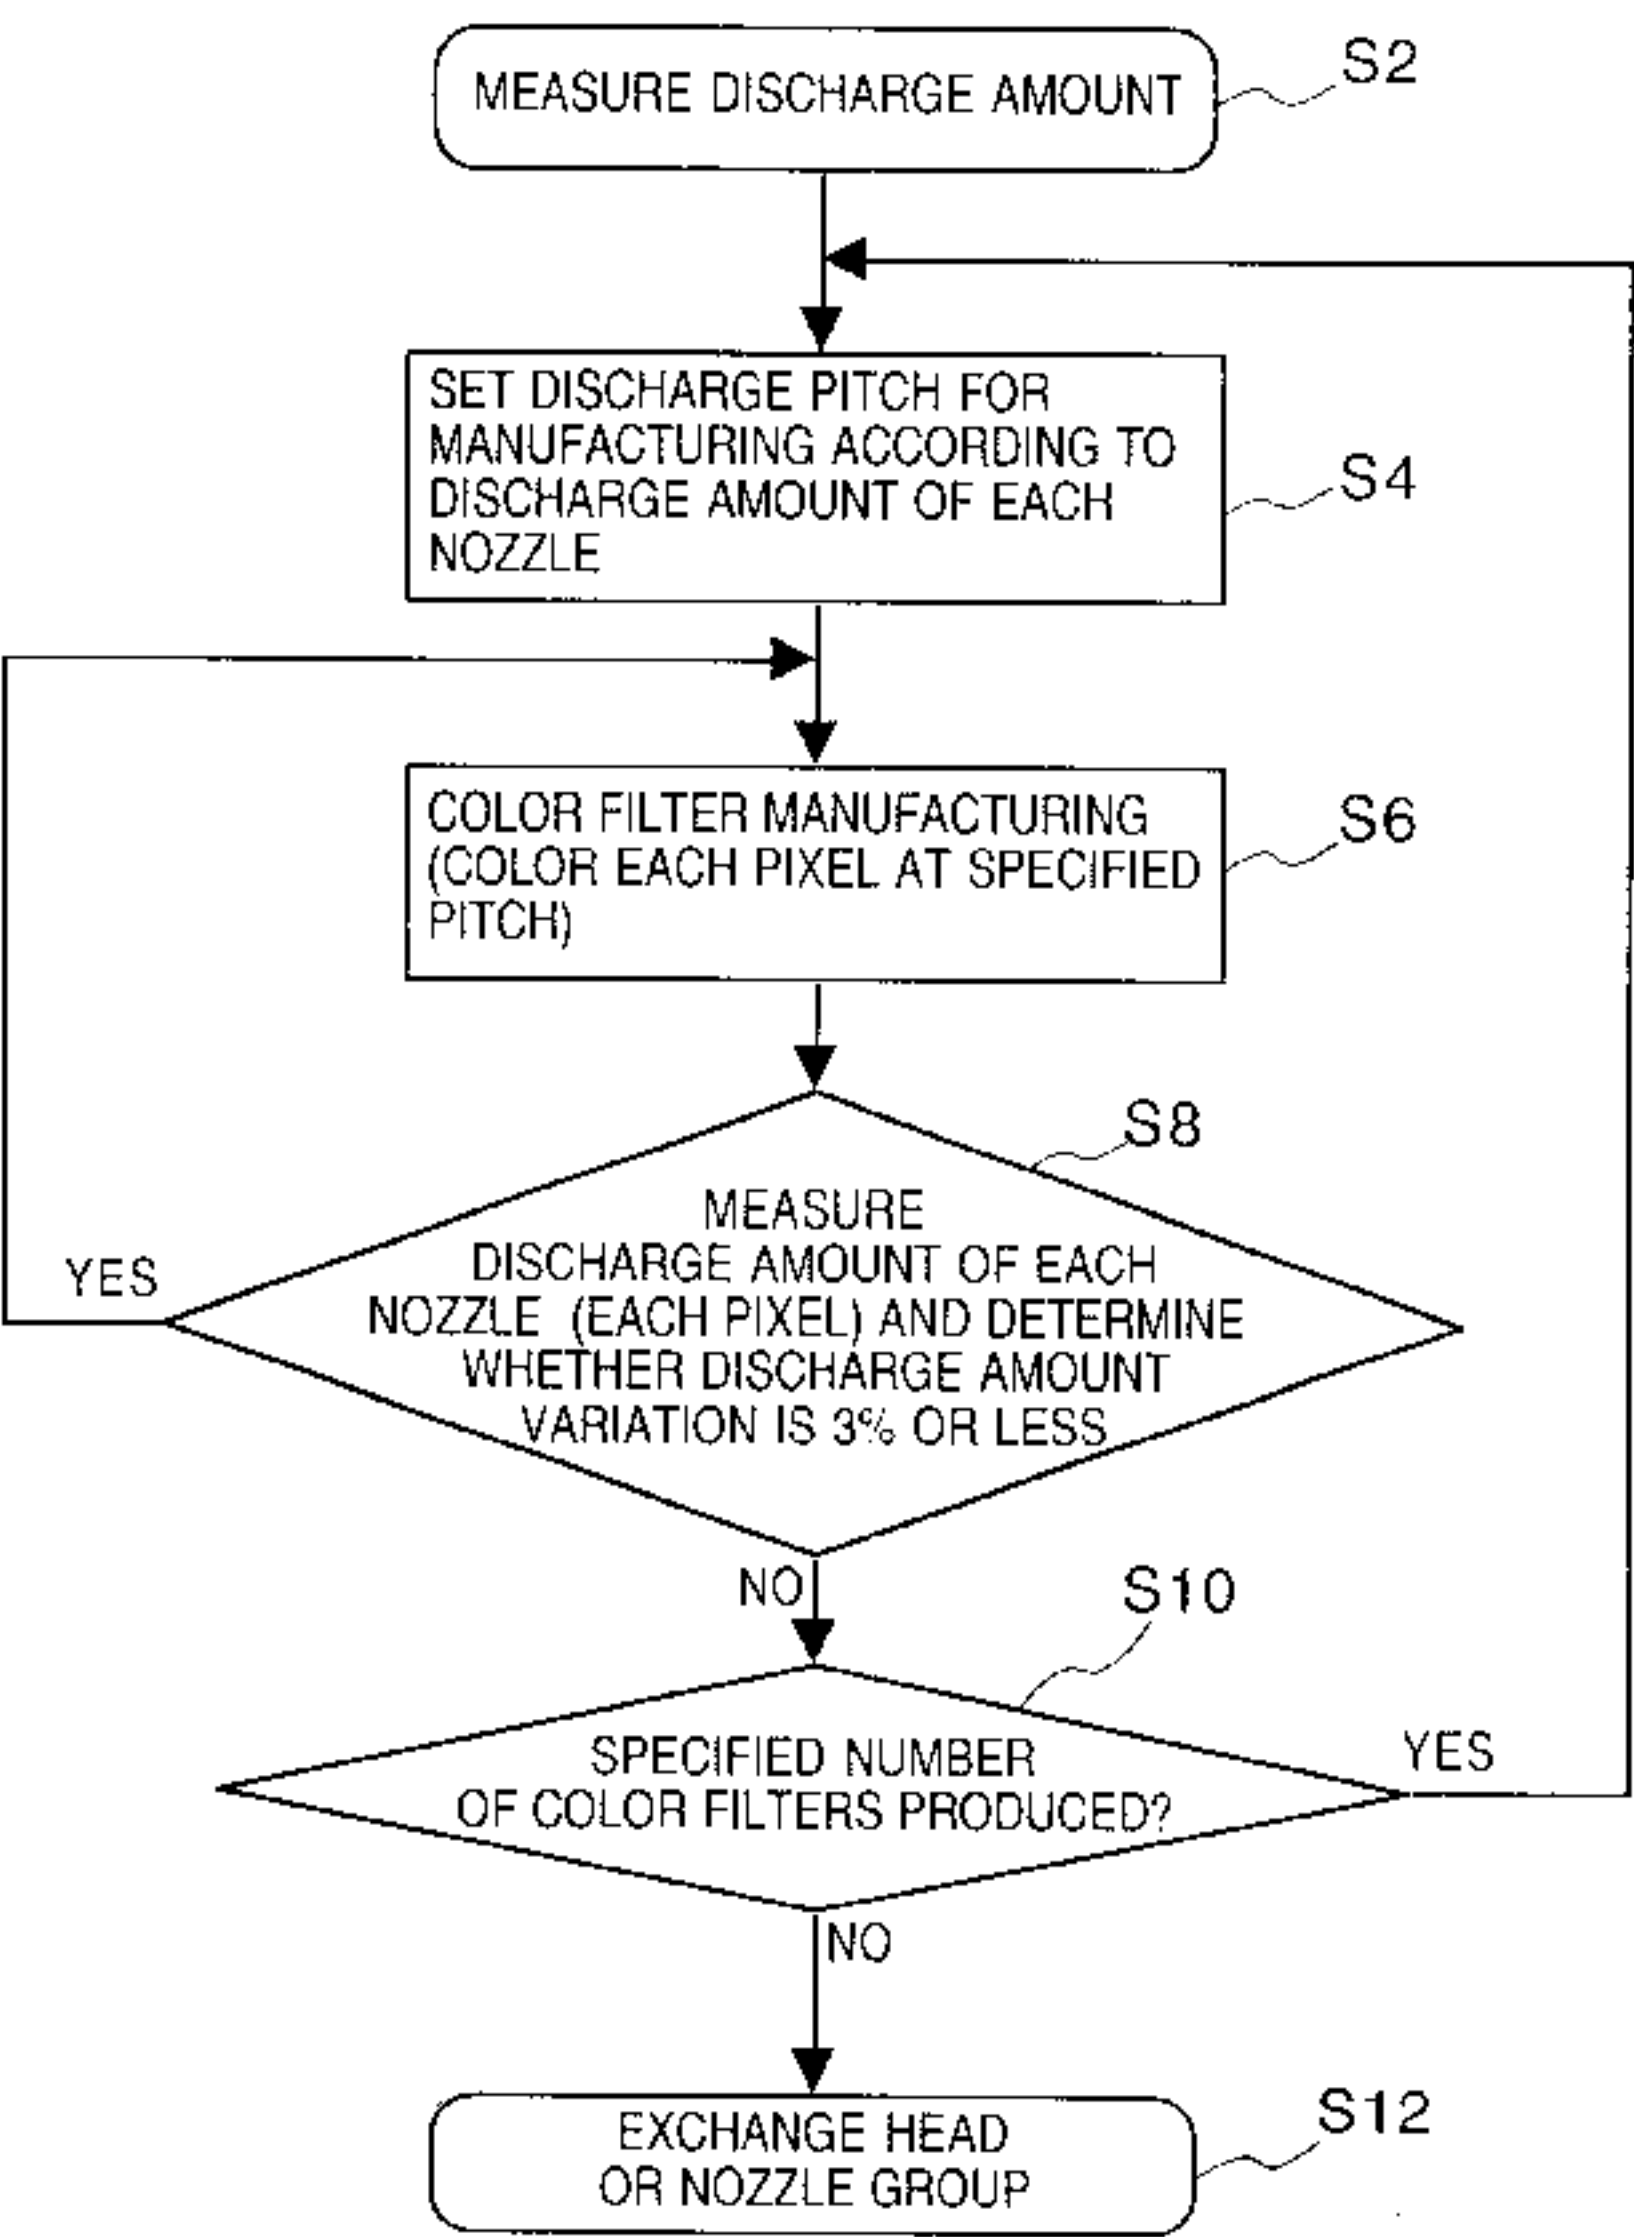 MEASURE DISCHARGE AMOUNT
S2
SET DISCHARGE PITCH FOR
MANUFACTURING ACCORDING TO
DISCHARGE AMOUNT OF EACH
NOZZLE
S4
COLOR FILTER MANUFACTURING
(COLOR EACH PIXEL AT SPECIFIED
PITCH)
S6
S8
MEASURE
DISCHARGE AMOUNT OF EACH
NOZZLE (EACH PIXEL) AND DETERMINE
WHETHER DISCHARGE AMOUNT
VARIATION IS 3% OR LESS
YES
NO
S10
SPECIFIED NUMBER
OF COLOR FILTERS PRODUCED?
YES
NO
EXCHANGE HEAD
OR NOZZLE GROUP
S12